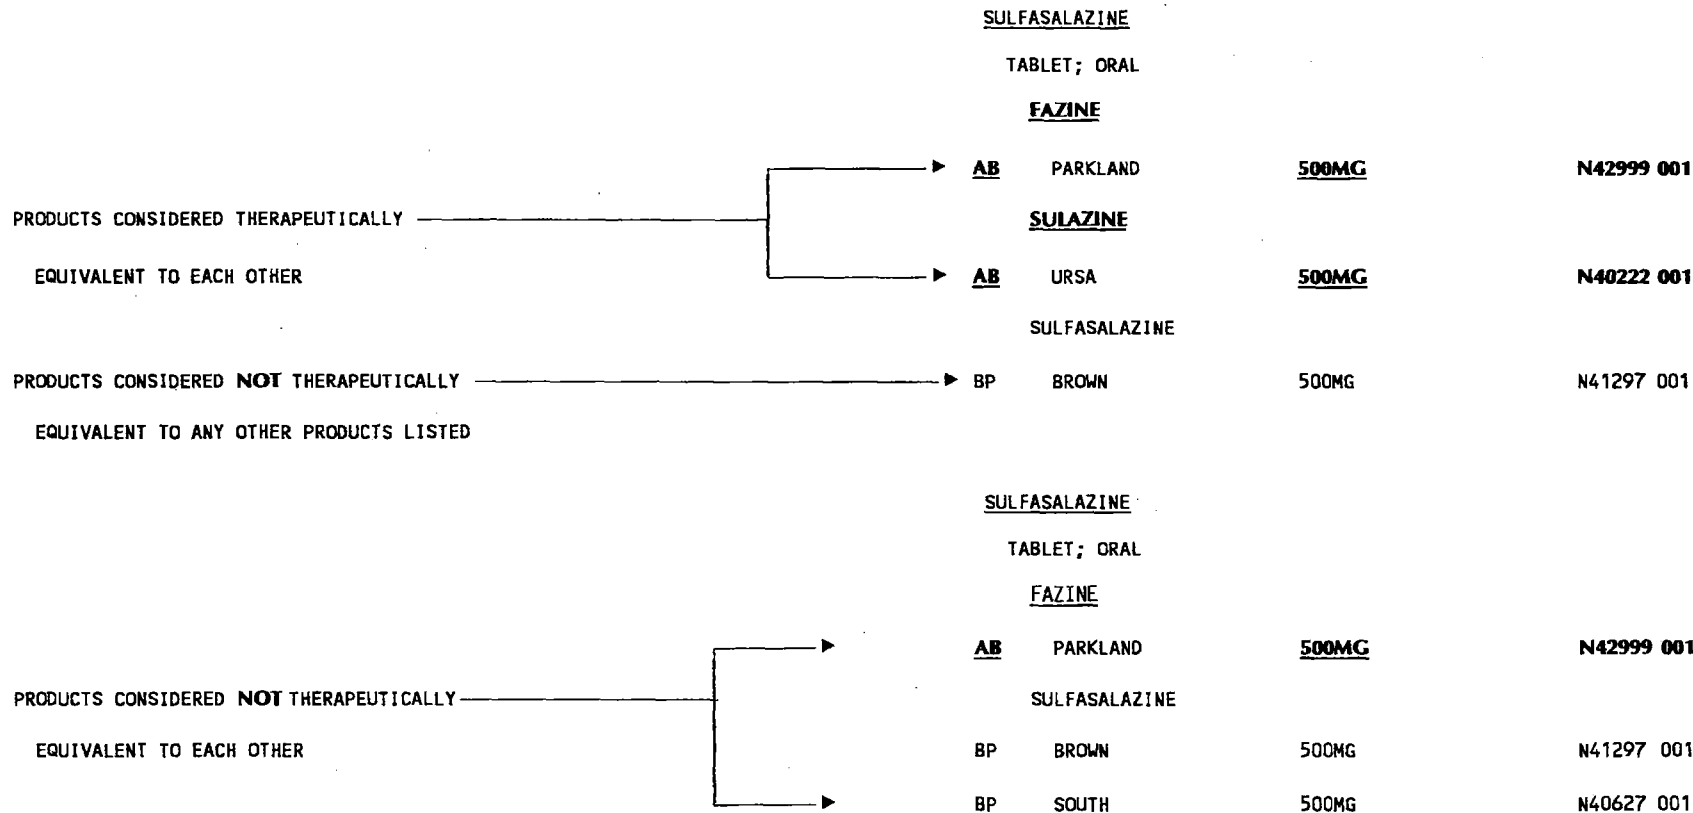 SULFASALAZINE
TABLET; ORAL
FAZINE
AB PARKLAND 500MG N42999 001
PRODUCTS CONSIDERED THERAPEUTICALLY SULAZINE
EQUIVALENT TO EACH OTHER AB URSA 500MG N40222 001
SULFASALAZINE
PRODUCTS CONSIDERED NOT THERAPEUTICALLY BP BROWN 500MG N41297 001
EQUIVALENT TO ANY OTHER PRODUCTS LISTED
SULFASALAZINE
TABLET; ORAL
FAZINE
AB PARKLAND 500MG N42999 001
PRODUCTS CONSIDERED NOT THERAPEUTICALLY SULFASALAZINE
EQUIVALENT TO EACH OTHER BP BROWN 500MG N41297 001
BP SOUTH 500MG N40627 001